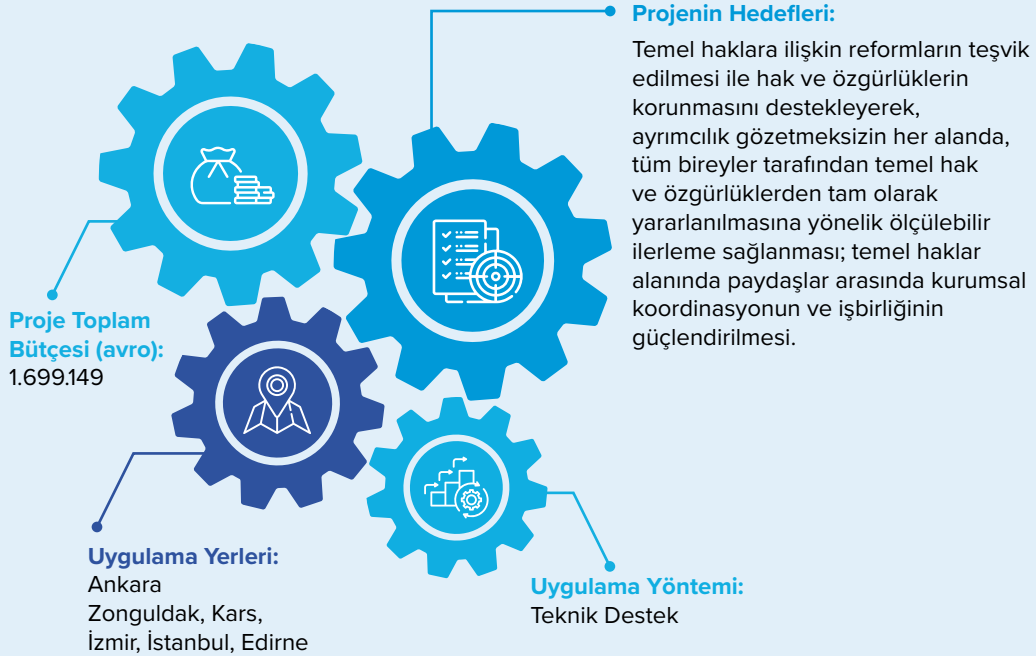 Projenin Hedefleri:
Temel haklara ilişkin reformların teşvik
edilmesi ile hak ve özgürlüklerin
korunmasını destekleyerek,
ayrımcılık gözetmeksizin her alanda,
tüm bireyler tarafından temel hak
ve özgürlüklerden tam olarak
yararlanılmasına yönelik ölçülebilir
ilerleme sağlanması; temel haklar
alanında paydaşlar arasında kurumsal
koordinasyonun ve işbirliğinin
güçlendirilmesi.
Proje Toplam
Bütçesi (avro):
1.699.149
Uygulama Yerleri:
Ankara
Zonguldak, Kars,
İzmir, İstanbul, Edirne
Uygulama Yöntemi:
Teknik Destek